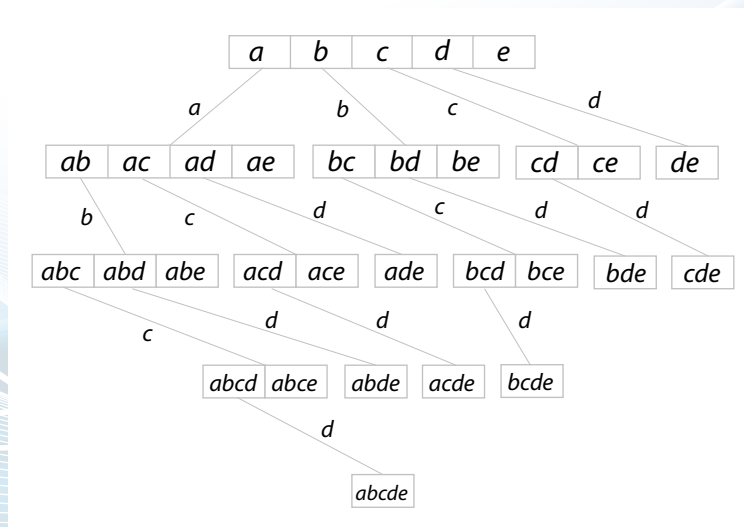 a b c d e
a b c d
ab ac ad ae bc bd be cd ce de
b c d c d d
abc abd abe acd ace ade bcd bce bde cde
c d d d
abcd abce abde acde bcde
d
abcde